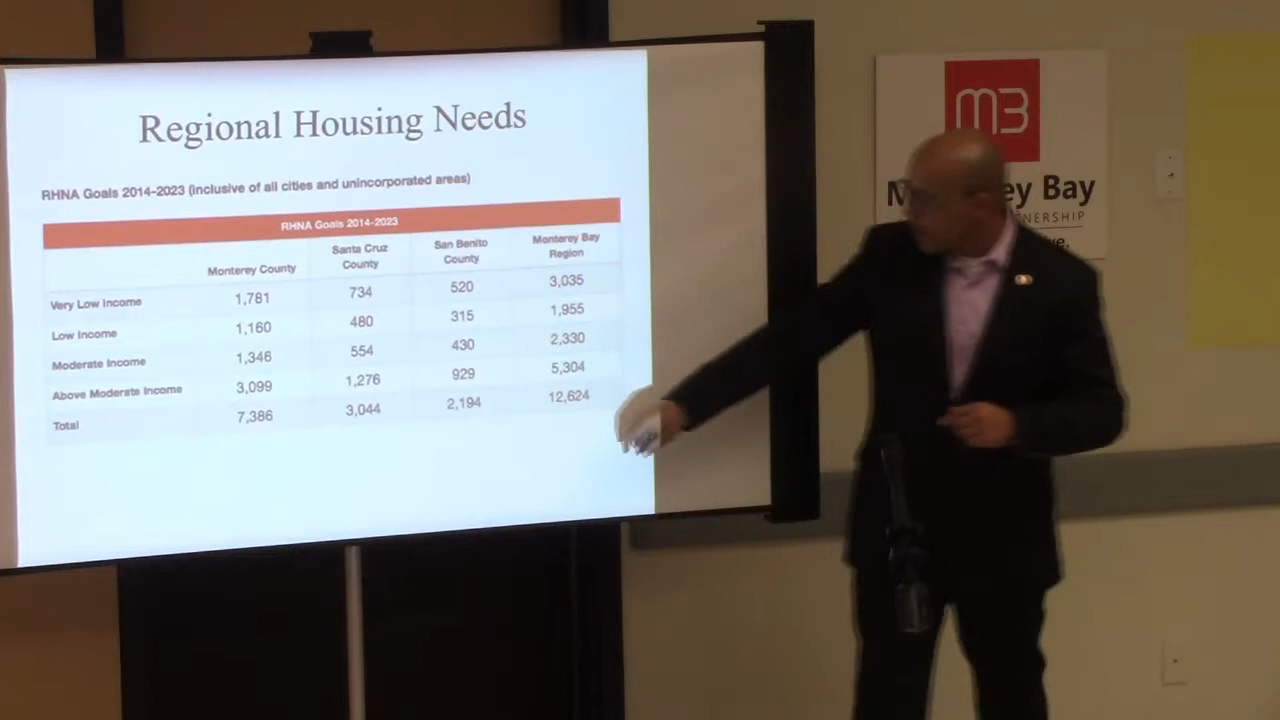 Regional Housing Needs
RHNA Goals 2014-2023 (inclusive of all cities and unincorporated areas)
RHNA Goals 2014-2023
Monterey County Santa Cruz County San Benito County Monterey Bay Region
Very Low Income 1,781 734 520 3,035
Low Income 1,160 480 315 1,955
Moderate Income 1,346 554 430 2,330
Above Moderate Income 3,099 1,276 929 5,304
Total 7,386 3,044 2,194 12,624
MB
M ey Bay
NERSHIP
ve.